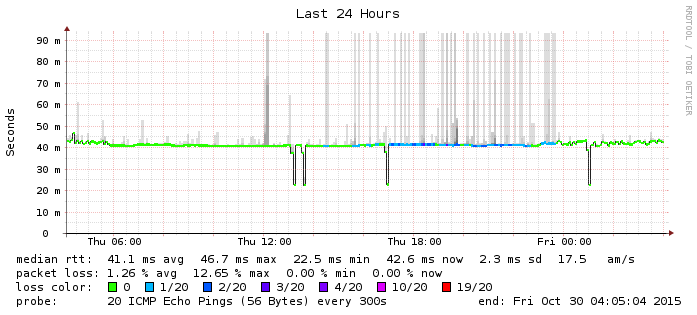 Last 24 Hours
RRDTOOL / TOBI OETIKER
Seconds
90 m
80 m
70 m
60 m
50 m
40 m
30 m
20 m
10 m
0
Thu 06:00 Thu 12:00 Thu 18:00 Fri 00:00
median rtt: 41.1 ms avg 46.7 ms max 22.5 ms min 42.6 ms now 2.3 ms sd 17.5 am/s
packet loss: 1.26 % avg 12.65 % max 0.00 % min 0.00 % now
loss color: 0 1/20 2/20 3/20 4/20 10/20 19/20
probe: 20 ICMP Echo Pings (56 Bytes) every 300s end: Fri Oct 30 04:05:04 2015